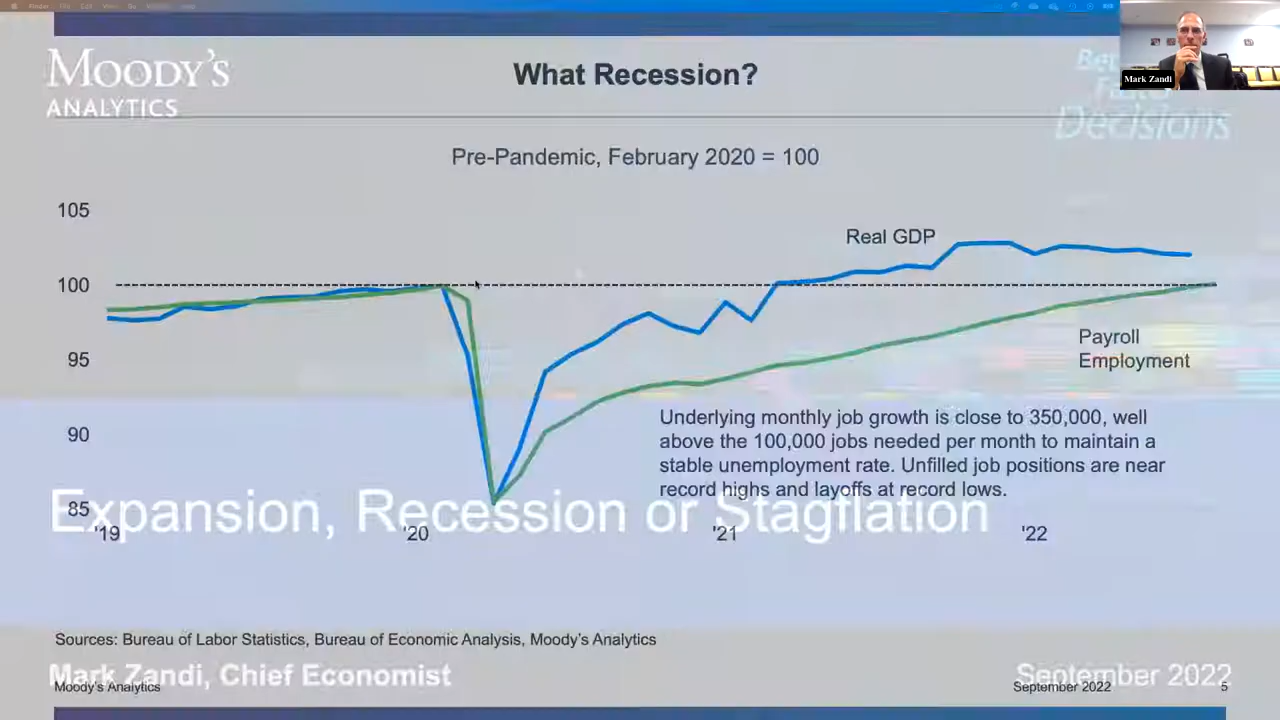 MOODY'S
ANALYTICS
What Recession?
Decisions
Mark Zandi
Pre-Pandemic, February 2020 = 100
105
100
95
90
85
Real GDP
Payroll
Employment
Underlying monthly job growth is close to 350,000, well
above the 100,000 jobs needed per month to maintain a
stable unemployment rate. Unfilled job positions are near
record highs and layoffs at record lows.
Expansion, Recession or Stagflation
'19
'20
'21
'22
Sources: Bureau of Labor Statistics, Bureau of Economic Analysis, Moody's Analytics
Mark Zandi, Chief Economist
September 2022
Moody's Analytics
September 2022
5